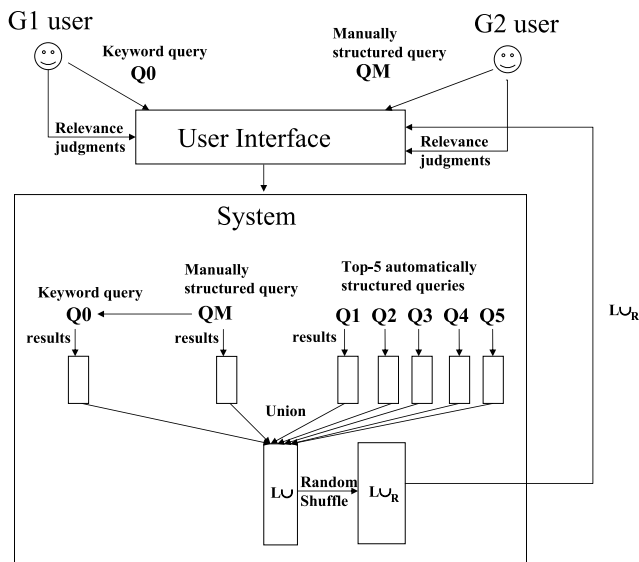 G1 user
G2 user
Keyword query
Q0
Manually
structured query
QM
Relevance
judgments
User Interface
Relevance
judgments
System
Keyword query
Q0
Manually
structured query
QM
Top-5 automatically
structured queries
Q1 Q2 Q3 Q4 Q5
results
results
results
L∪R
Union
L∪
Random
Shuffle
L∪R